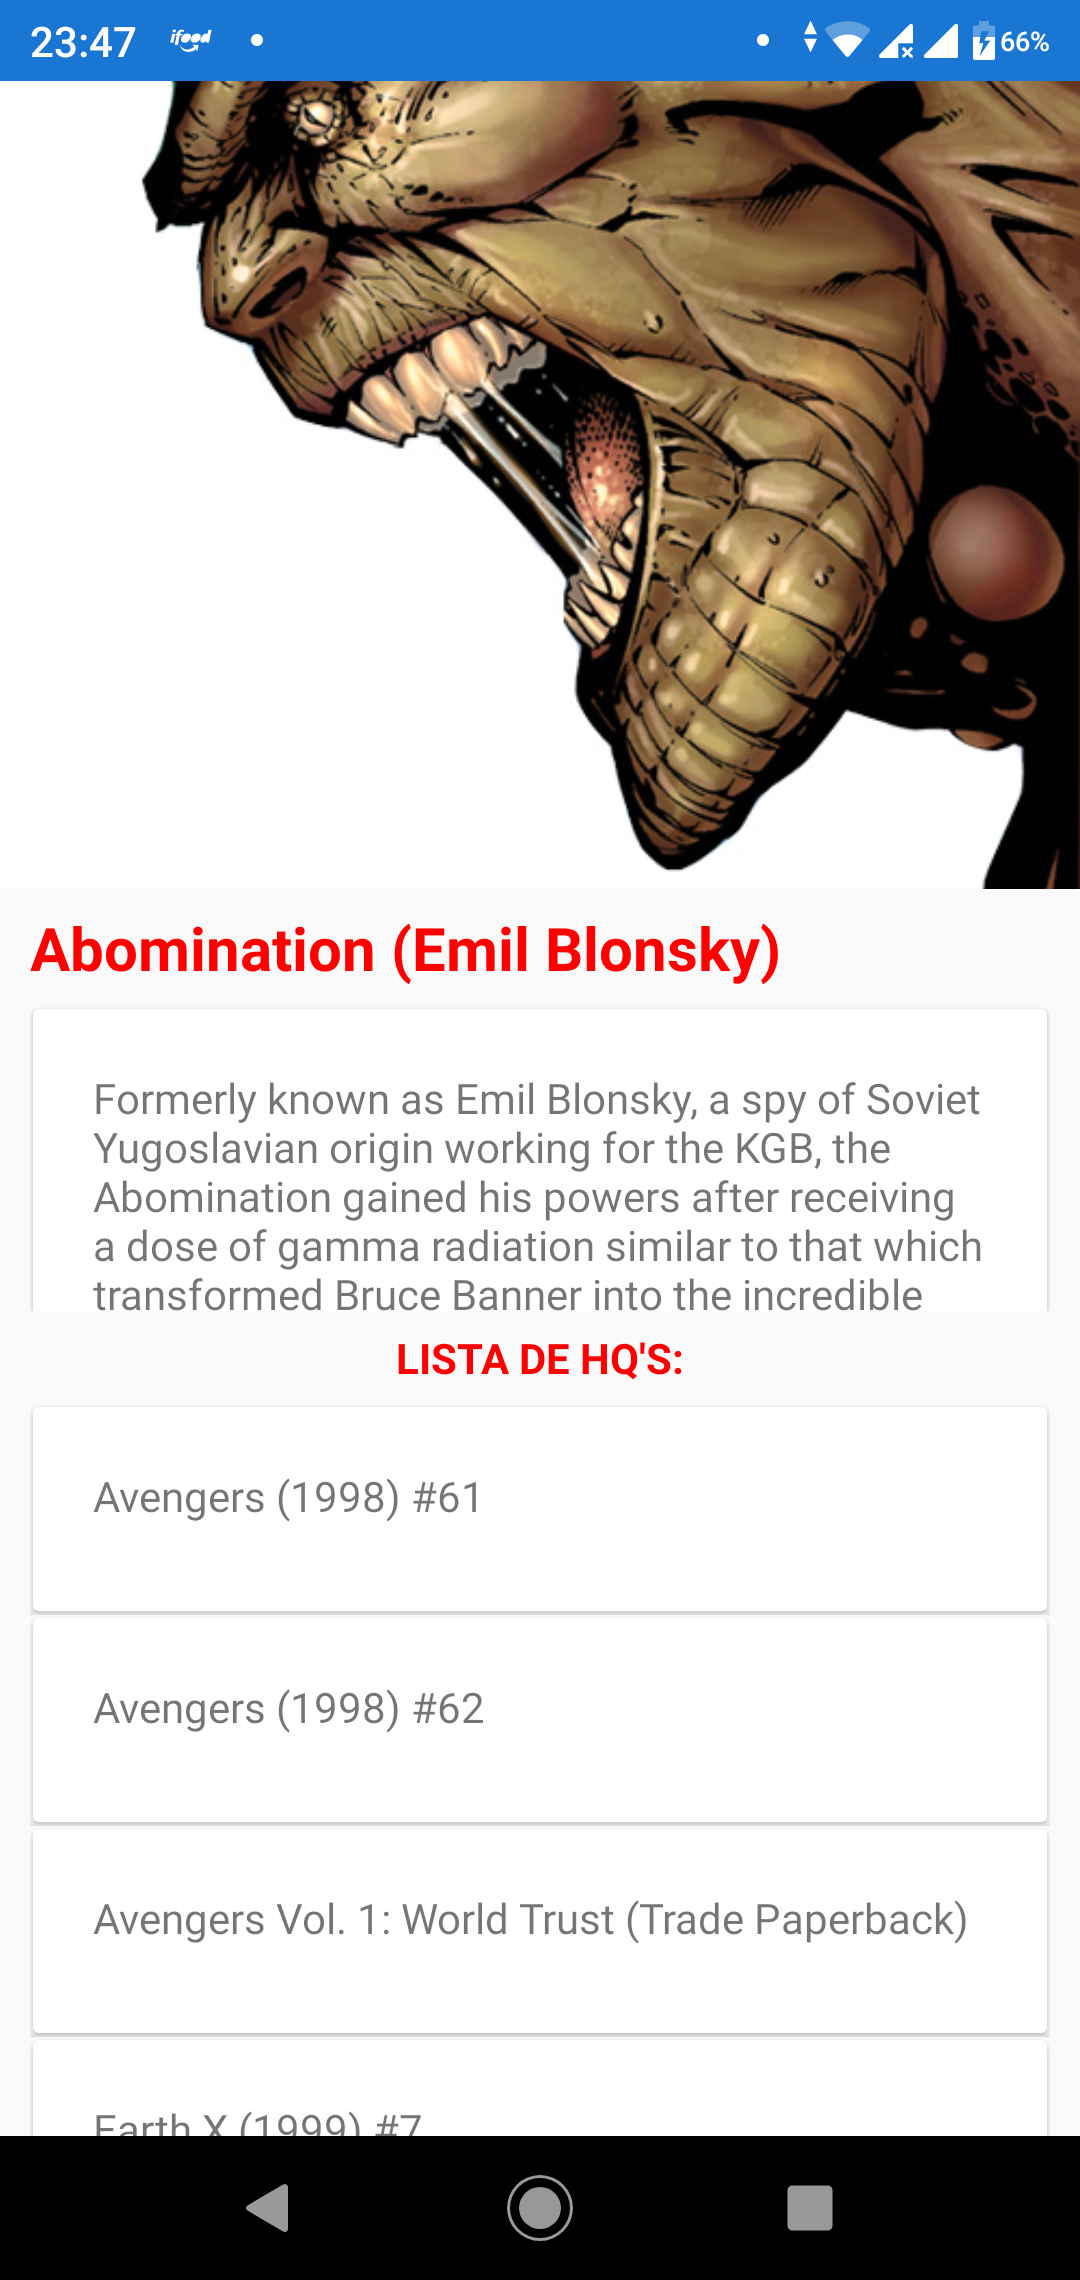 23:47 ifood 66%
Abomination (Emil Blonsky)
Formerly known as Emil Blonsky, a spy of Soviet
Yugoslavian origin working for the KGB, the
Abomination gained his powers after receiving
a dose of gamma radiation similar to that which
transformed Bruce Banner into the incredible
LISTA DE HQ'S:
Avengers (1998) #61
Avengers (1998) #62
Avengers Vol. 1: World Trust (Trade Paperback)
Earth X (1999) #7